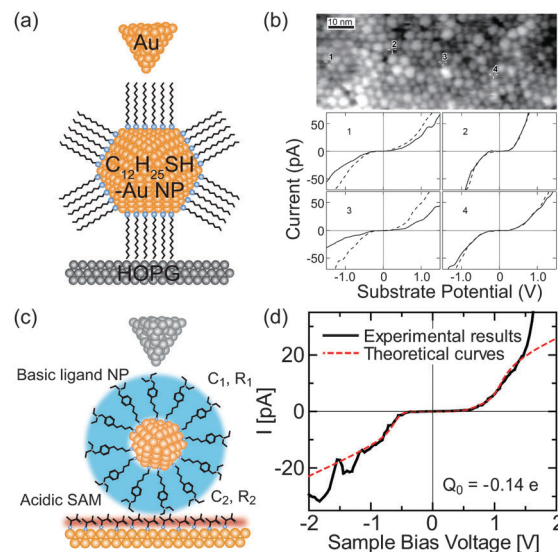 (a)
Au
C12H25SH
-Au NP
HOPG
(b)
10 nm
1
2
3
4
Current (pA)
50
0
-50
50
0
-50
1
2
3
4
-1.0
0.0
1.0
-1.0
0.0
1.0
Substrate Potential (V)
(c)
Basic ligand NP
C1, R1
C2, R2
Acidic SAM
(d)
Experimental results
Theoretical curves
I [pA]
20
0
-20
Q0 = -0.14 e
-2
-1
0
1
2
Sample Bias Voltage [V]